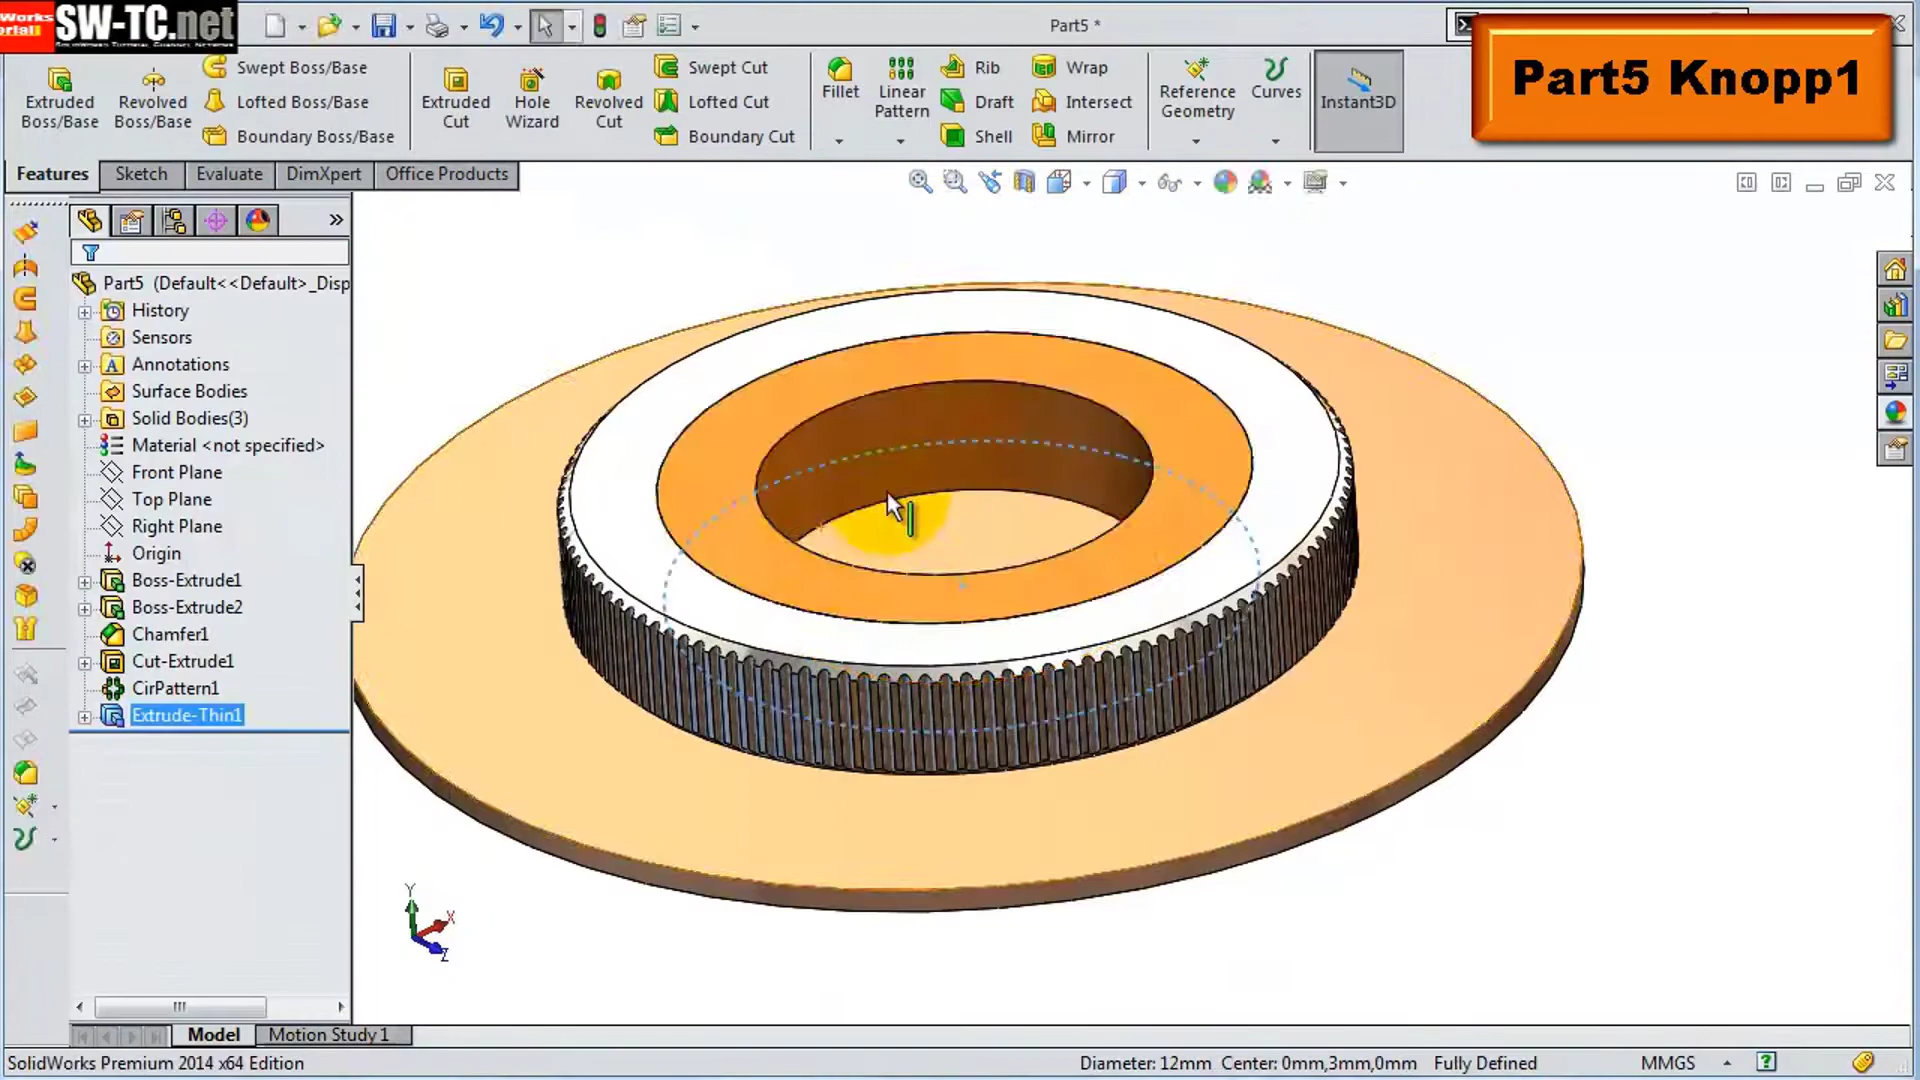 Works
erial!
SW-TC.net
Part5 *
Part5 Knopp1
Extruded Boss/Base
Revolved Boss/Base
Swept Boss/Base
Lofted Boss/Base
Boundary Boss/Base
Extruded Cut
Hole Wizard
Revolved Cut
Swept Cut
Lofted Cut
Boundary Cut
Fillet
Linear Pattern
Rib
Draft
Shell
Wrap
Intersect
Mirror
Reference Geometry
Curves
Instant3D
Features
Sketch
Evaluate
DimXpert
Office Products
Part5 (Default<<Default>_Disp
History
Sensors
Annotations
Surface Bodies
Solid Bodies(3)
Material <not specified>
Front Plane
Top Plane
Right Plane
Origin
Boss-Extrude1
Boss-Extrude2
Chamfer1
Cut-Extrude1
CirPattern1
Extrude-Thin1
Y
X
Z
Model
Motion Study 1
SolidWorks Premium 2014 x64 Edition
Diameter: 12mm Center: 0mm,3mm,0mm
Fully Defined
MMGS